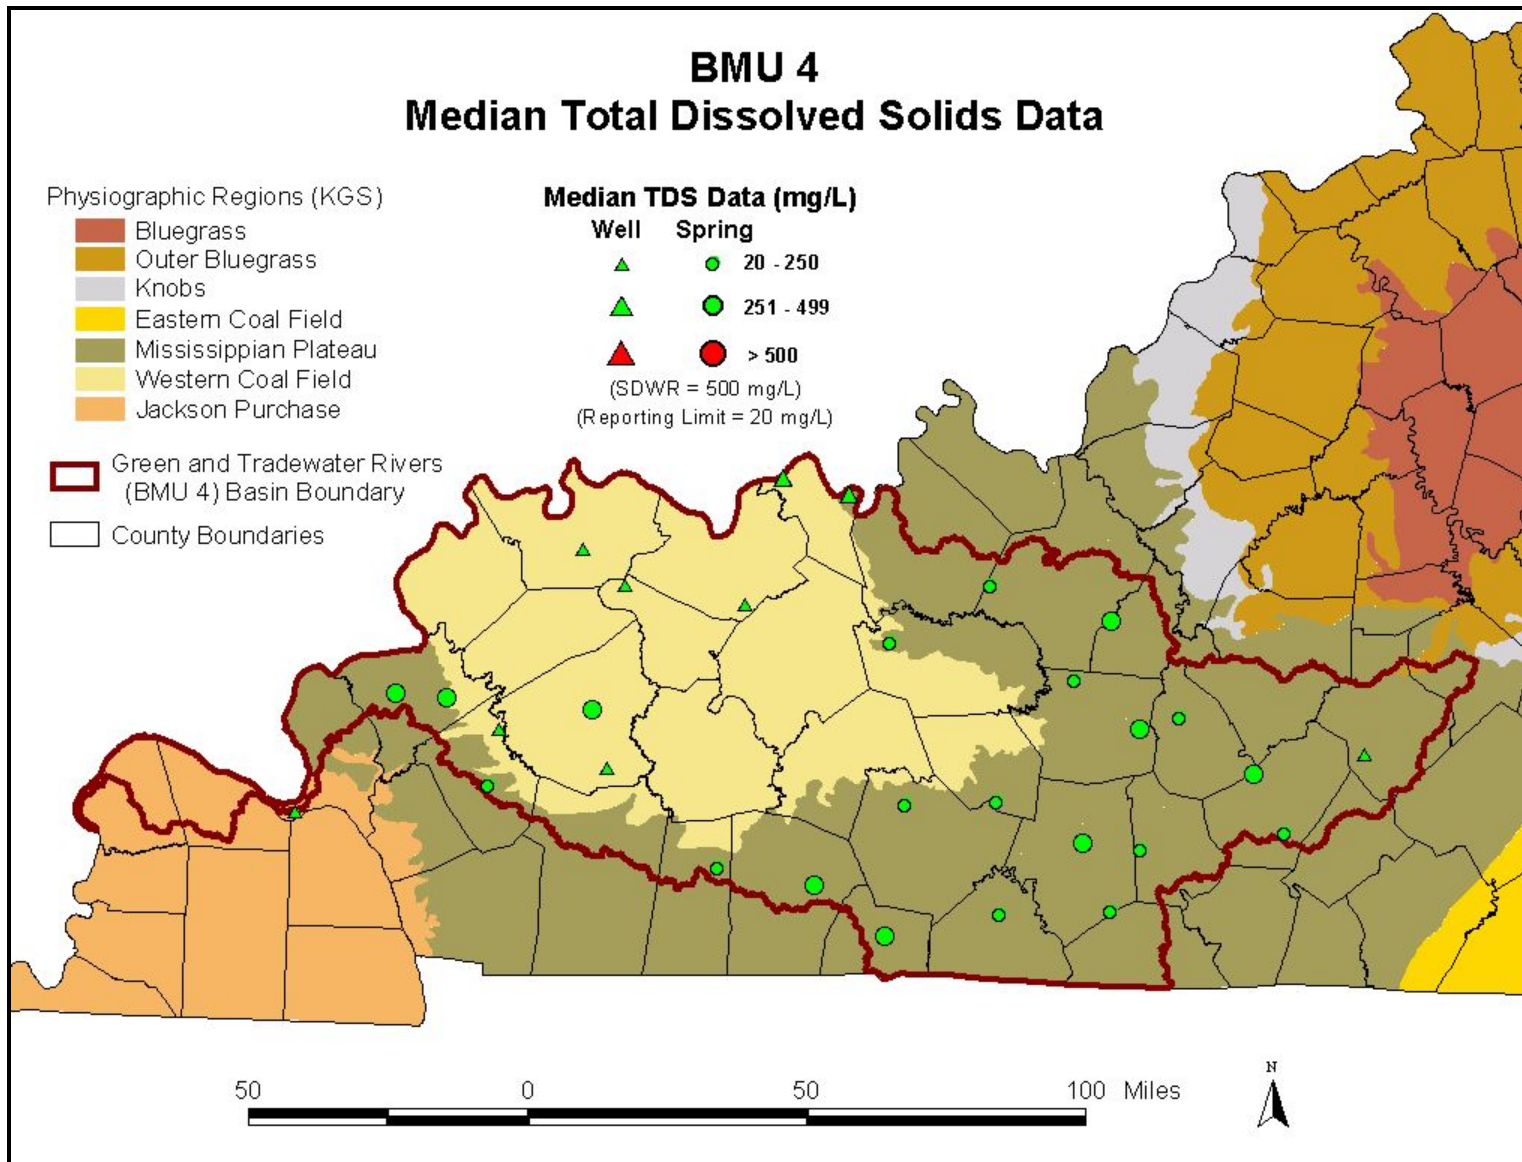 BMU 4
Median Total Dissolved Solids Data
Physiographic Regions (KGS)
Bluegrass
Outer Bluegrass
Knobs
Eastern Coal Field
Mississippian Plateau
Western Coal Field
Jackson Purchase
Green and Tradewater Rivers
(BMU 4) Basin Boundary
County Boundaries
Median TDS Data (mg/L)
Well Spring
20 - 250
251 - 499
> 500
(SDWR = 500 mg/L)
(Reporting Limit = 20 mg/L)
50 0 50 100 Miles
N